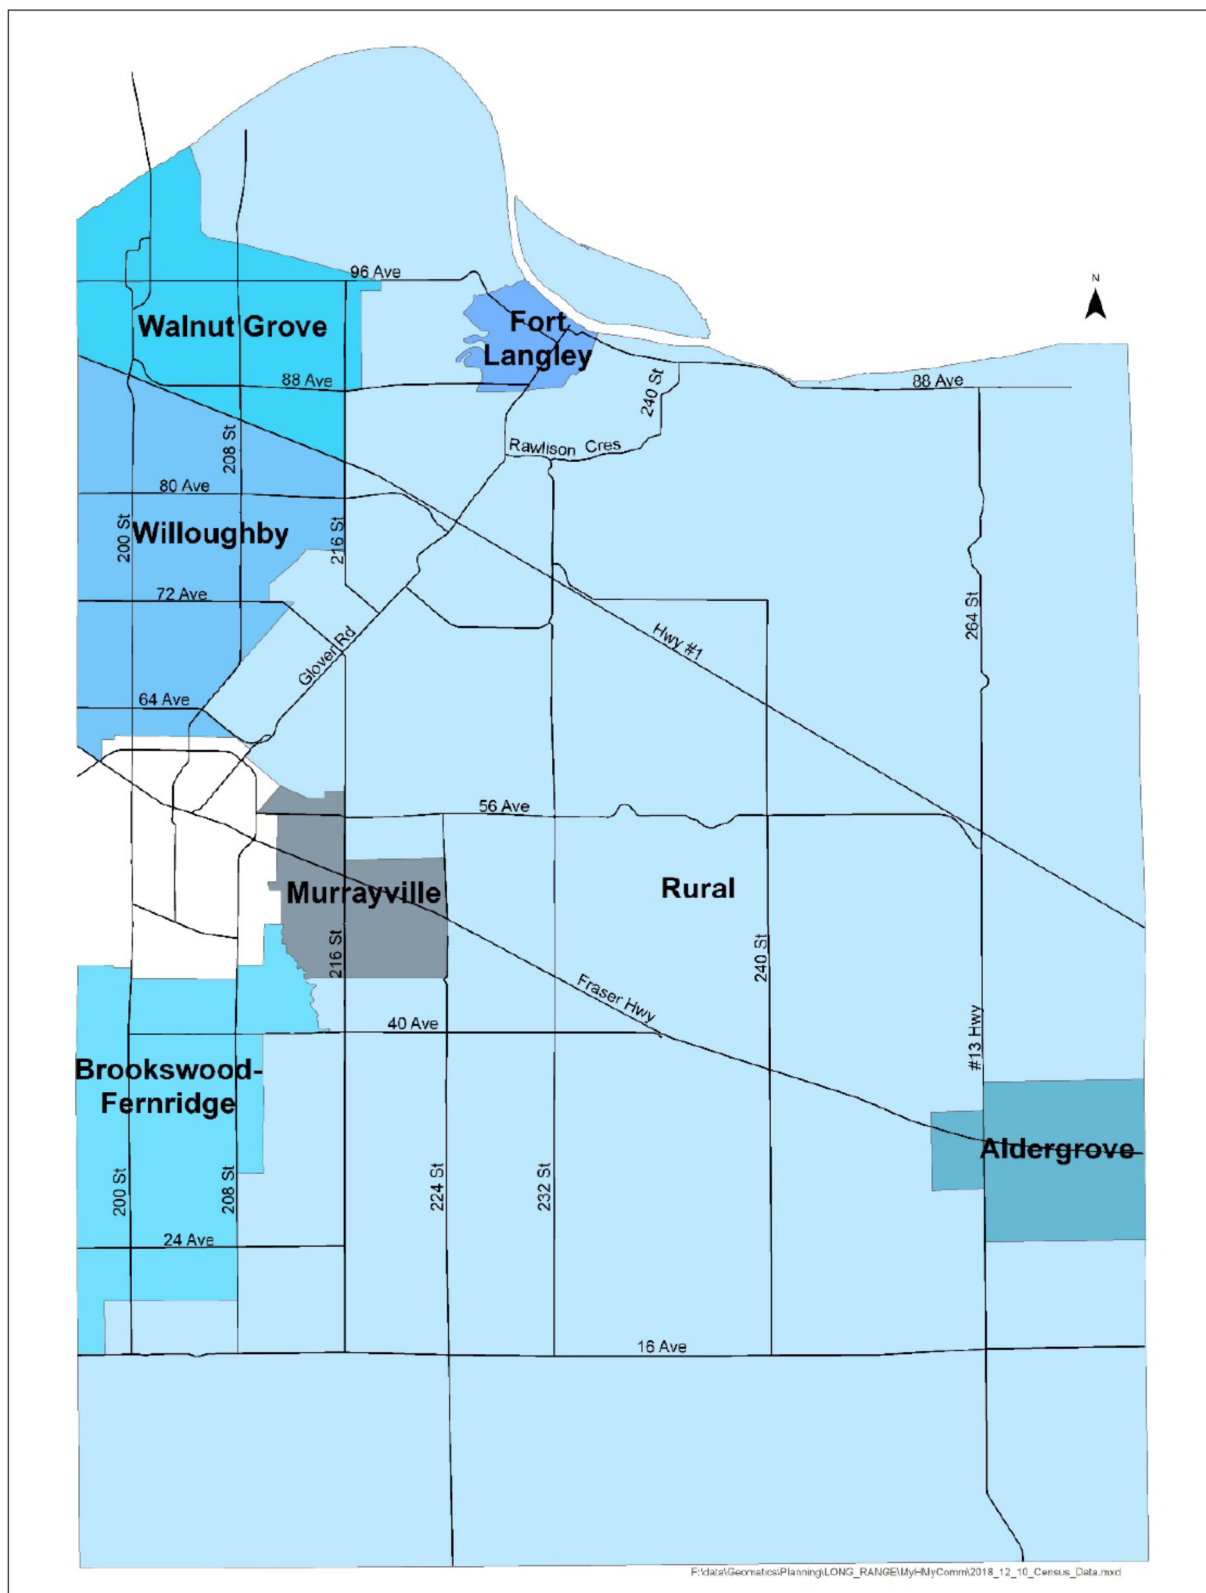 N
96 Ave
Walnut Grove
Fort
Langley
88 Ave
88 Ave
240 St
208 St
Rawlison Cres
80 Ave
200 St
Willoughby
216 St
72 Ave
264 St
Glover Rd
Hwy #1
64 Ave
56 Ave
Murrayville
Rural
216 St
240 St
Fraser Hwy
40 Ave
#13 Hwy
Brookswood-
Fernridge
Aldergrove
200 St
208 St
224 St
232 St
24 Ave
16 Ave
F:\data\Geomatics\Planning\LONG_RANGE\MyHMyComm\2018_12_10_Census_Data.mxd